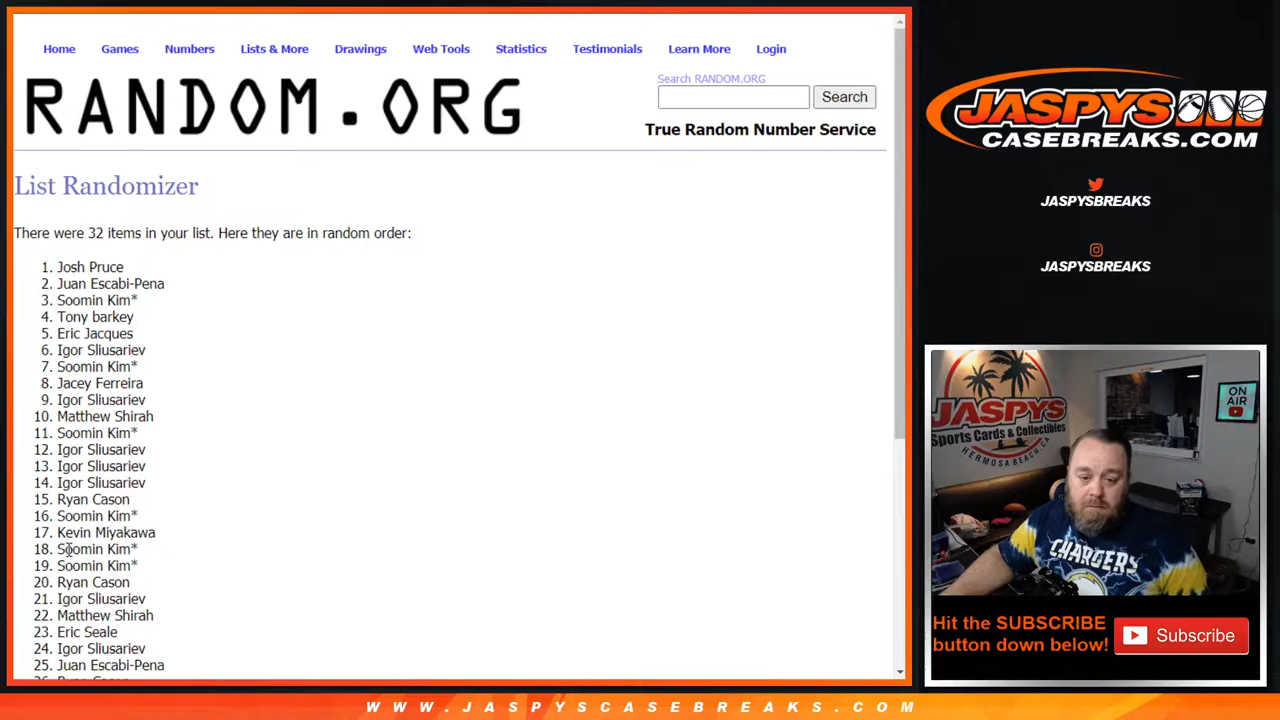 Home Games Numbers Lists & More Drawings Web Tools Statistics Testimonials Learn More Login
RANDOM.ORG
Search RANDOM.ORG
Search
True Random Number Service
List Randomizer
There were 32 items in your list. Here they are in random order:
1. Josh Pruce
2. Juan Escabi-Pena
3. Soomin Kim*
4. Tony barkey
5. Eric Jacques
6. Igor Sliusariev
7. Soomin Kim*
8. Jacey Ferreira
9. Igor Sliusariev
10. Matthew Shirah
11. Soomin Kim*
12. Igor Sliusariev
13. Igor Sliusariev
14. Igor Sliusariev
15. Ryan Cason
16. Soomin Kim*
17. Kevin Miyakawa
18. Soomin Kim*
19. Soomin Kim*
20. Ryan Cason
21. Igor Sliusariev
22. Matthew Shirah
23. Eric Seale
24. Igor Sliusariev
25. Juan Escabi-Pena
JASPYS
CASEBREAKS.COM
JASPYSBREAKS
JASPYSBREAKS
JASPYS
Sports Cards & Collectibles
HERMOSA BEACH.CA
ON
AIR
CHARGERS
Hit the SUBSCRIBE
button down below!
Subscribe
WWW.JASPYSCASEBREAKS.COM